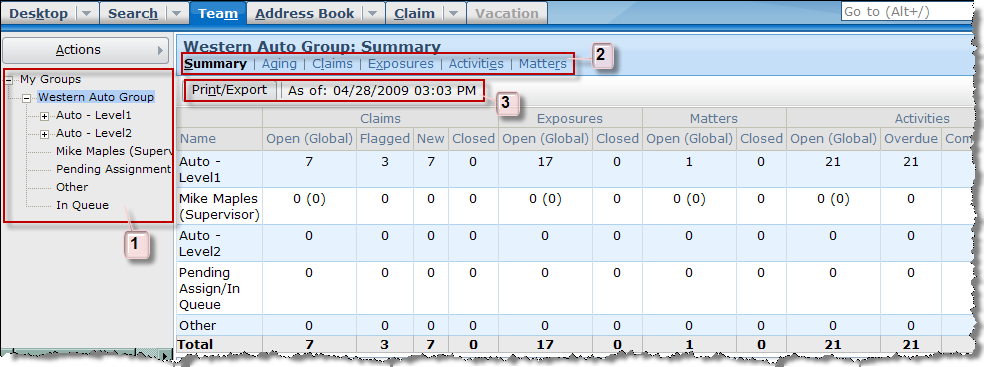 Desktop Search Team Address Book Claim Vacation Go to (Alt+/)
Actions
My Groups
Western Auto Group
Auto - Level1
Auto - Level2
Mike Maples (Superv
Pending Assignment
Other
In Queue
1
Western Auto Group: Summary
Summary | Aging | Claims | Exposures | Activities | Matters
2
Print/Export As of: 04/28/2009 03:03 PM
3
Claims Exposures Matters Activities
Name Open (Global) Flagged New Closed Open (Global) Closed Open (Global) Closed Open (Global) Overdue Com
Auto - Level1 7 3 7 0 17 0 1 0 21 21
Mike Maples (Supervisor) 0 (0) 0 0 0 0 (0) 0 0 (0) 0 0 (0) 0
Auto - Level2 0 0 0 0 0 0 0 0 0 0
Pending Assign/In Queue 0 0 0 0 0 0 0 0 0 0
Other 0 0 0 0 0 0 0 0 0 0
Total 7 3 7 0 17 0 1 0 21 21